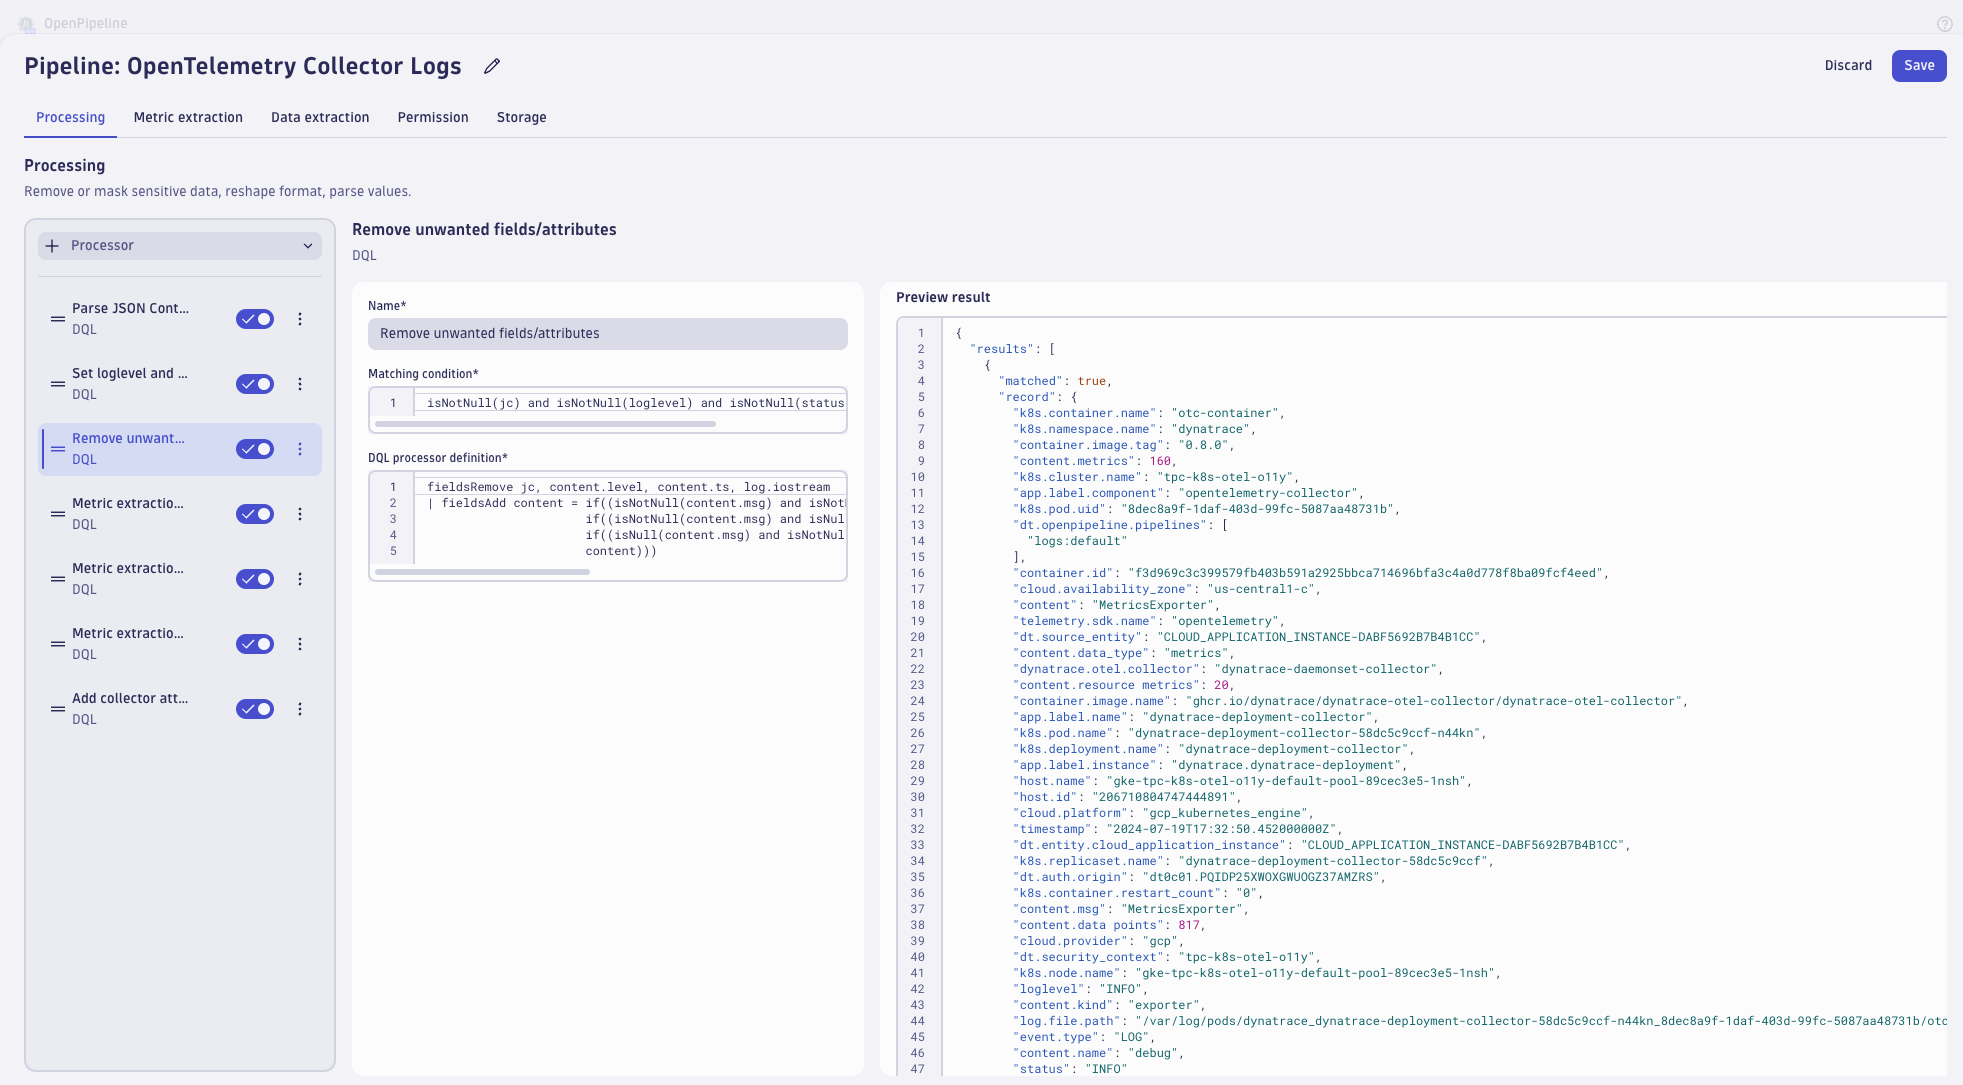 OpenPipeline
Pipeline: OpenTelemetry Collector Logs
Discard
Save
Processing
Metric extraction
Data extraction
Permission
Storage
Processing
Remove or mask sensitive data, reshape format, parse values.
Processor
Parse JSON Cont...
DQL
Set loglevel and ...
DQL
Remove unwant...
DQL
Metric extractio...
DQL
Metric extractio...
DQL
Metric extractio...
DQL
Add collector att...
DQL
Remove unwanted fields/attributes
DQL
Name*
Remove unwanted fields/attributes
Matching condition*
1 isNotNull(jc) and isNotNull(loglevel) and isNotNull(status
DQL processor definition*
1 fieldsRemove jc, content.level, content.ts, log.iostream
2 | fieldsAdd content = if((isNotNull(content.msg) and isNot
3 if((isNotNull(content.msg) and isNul
4 if((isNull(content.msg) and isNotNul
5 content)))
Preview result
1 {
2 "results": [
3 {
4 "matched": true,
5 "record": {
6 "k8s.container.name": "otc-container",
7 "k8s.namespace.name": "dynatrace",
8 "container.image.tag": "0.8.0",
9 "content.metrics": 160,
10 "k8s.cluster.name": "tpc-k8s-otel-o11y",
11 "app.label.component": "opentelemetry-collector",
12 "k8s.pod.uid": "8dec8a9f-1daf-403d-99fc-5087aa48731b",
13 "dt.openpipeline.pipelines": [
14 "logs:default"
15 ],
16 "container.id": "f3d969c3c399579fb403b591a2925bbca714696bfa3c4a0d778f8ba09fcf4eed",
17 "cloud.availability_zone": "us-central1-c",
18 "content": "MetricsExporter",
19 "telemetry.sdk.name": "opentelemetry",
20 "dt.source_entity": "CLOUD_APPLICATION_INSTANCE-DABF5692B7B4B1CC",
21 "content.data_type": "metrics",
22 "dynatrace.otel.collector": "dynatrace-daemonset-collector",
23 "content.resource metrics": 20,
24 "container.image.name": "ghcr.io/dynatrace/dynatrace-otel-collector/dynatrace-otel-collector",
25 "app.label.name": "dynatrace-deployment-collector",
26 "k8s.pod.name": "dynatrace-deployment-collector-58dc5c9ccf-n44kn",
27 "k8s.deployment.name": "dynatrace-deployment-collector",
28 "app.label.instance": "dynatrace.dynatrace-deployment",
29 "host.name": "gke-tpc-k8s-otel-o11y-default-pool-89cec3e5-1nsh",
30 "host.id": "206710804747444891",
31 "cloud.platform": "gcp_kubernetes_engine",
32 "timestamp": "2024-07-19T17:32:50.452000000Z",
33 "dt.entity.cloud_application_instance": "CLOUD_APPLICATION_INSTANCE-DABF5692B7B4B1CC",
34 "k8s.replicaset.name": "dynatrace-deployment-collector-58dc5c9ccf",
35 "dt.auth.origin": "dt0c01.PQIDP25XWOXGWUOGZ37AMZRS",
36 "k8s.container.restart_count": "0",
37 "content.msg": "MetricsExporter",
38 "content.data points": 817,
39 "cloud.provider": "gcp",
40 "dt.security_context": "tpc-k8s-otel-o11y",
41 "k8s.node.name": "gke-tpc-k8s-otel-o11y-default-pool-89cec3e5-1nsh",
42 "loglevel": "INFO",
43 "content.kind": "exporter",
44 "log.file.path": "/var/log/pods/dynatrace_dynatrace-deployment-collector-58dc5c9ccf-n44kn_8dec8a9f-1daf-403d-99fc-5087aa48731b/otc
45 "event.type": "LOG",
46 "content.name": "debug",
47 "status": "INFO"